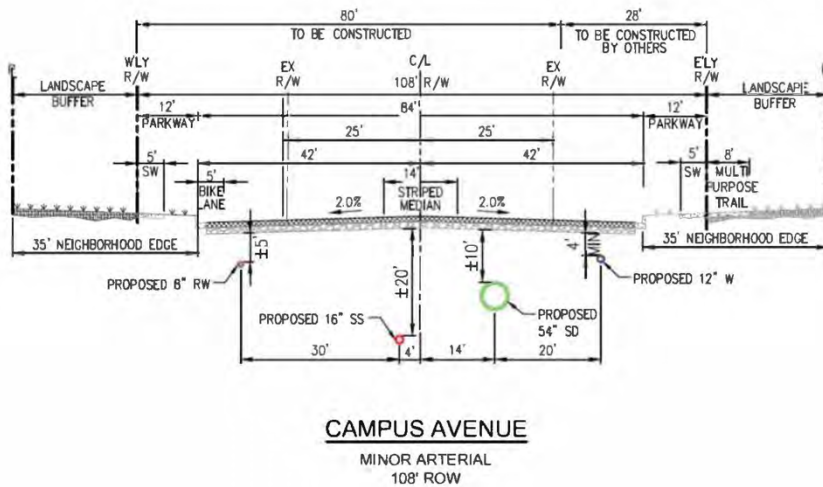 80'
TO BE CONSTRUCTED
28'
TO BE CONSTRUCTED
BY OTHERS
WLY
R/W
EX
R/W
C/L
108' R/W
EX
R/W
E'LY
R/W
LANDSCAPE
BUFFER
LANDSCAPE
BUFFER
12'
PARKWAY
84'
12'
PARKWAY
25'
25'
42'
42'
5'
SW
5'
BIKE
LANE
14'
STRIPED
MEDIAN
2.0%
2.0%
5'
SW
8'
MULTI
PURPOSE
TRAIL
35' NEIGHBORHOOD EDGE
35' NEIGHBORHOOD EDGE
±5'
±20'
±10'
4' MIN
PROPOSED 8" RW
PROPOSED 12" W
PROPOSED 16" SS
PROPOSED
54" SD
30'
4'
14'
20'
CAMPUS AVENUE
MINOR ARTERIAL
108' ROW